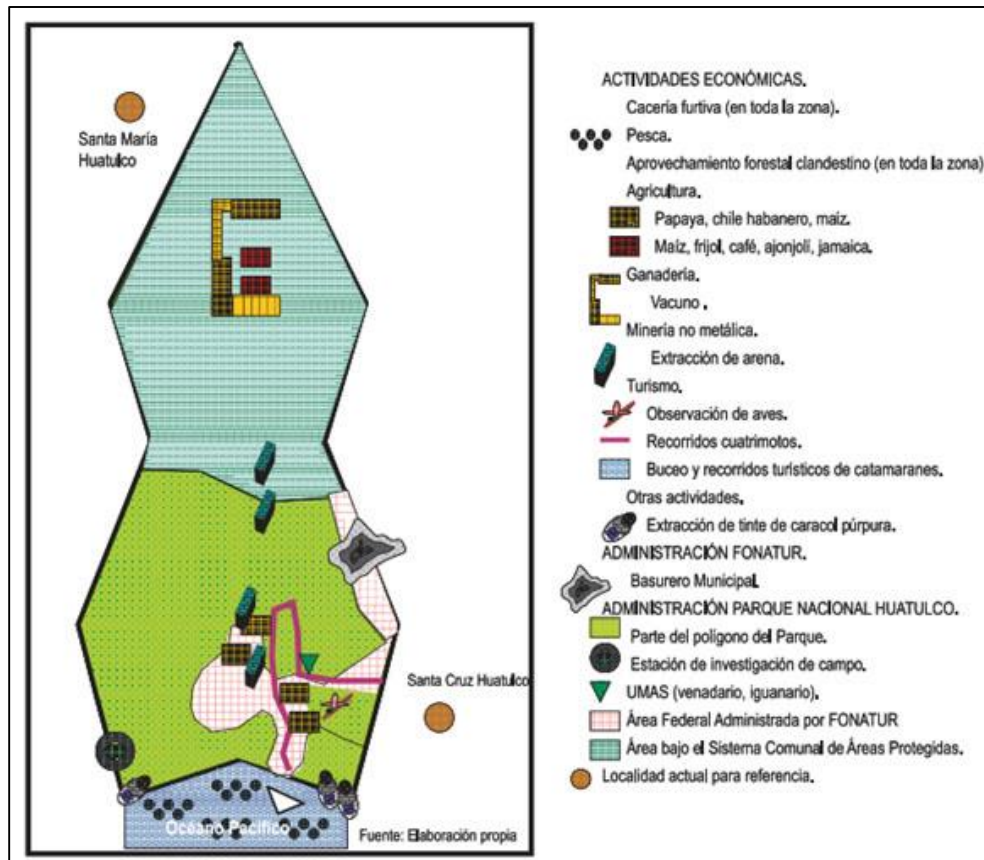 Santa María
Huatulco
Santa Cruz Huatulco
Océano Pacífico
Fuente: Elaboración propia
ACTIVIDADES ECONÓMICAS.
Cacería furtiva (en toda la zona).
Pesca.
Aprovechamiento forestal clandestino (en toda la zona)
Agricultura.
Papaya, chile habanero, maíz.
Maíz, frijol, café, ajonjolí, jamaica.
Ganadería.
Vacuno .
Minería no metálica.
Extracción de arena.
Turismo.
Observación de aves.
Recorridos cuatrimotos.
Buceo y recorridos turísticos de catamaranes.
Otras actividades.
Extracción de tinte de caracol púrpura.
ADMINISTRACIÓN FONATUR.
Basurero Municipal.
ADMINISTRACIÓN PARQUE NACIONAL HUATULCO.
Parte del polígono del Parque.
Estación de investigación de campo.
UMAS (venadario, iguanario).
Área Federal Administrada por FONATUR
Área bajo el Sistema Comunal de Áreas Protegidas.
Localidad actual para referencia.